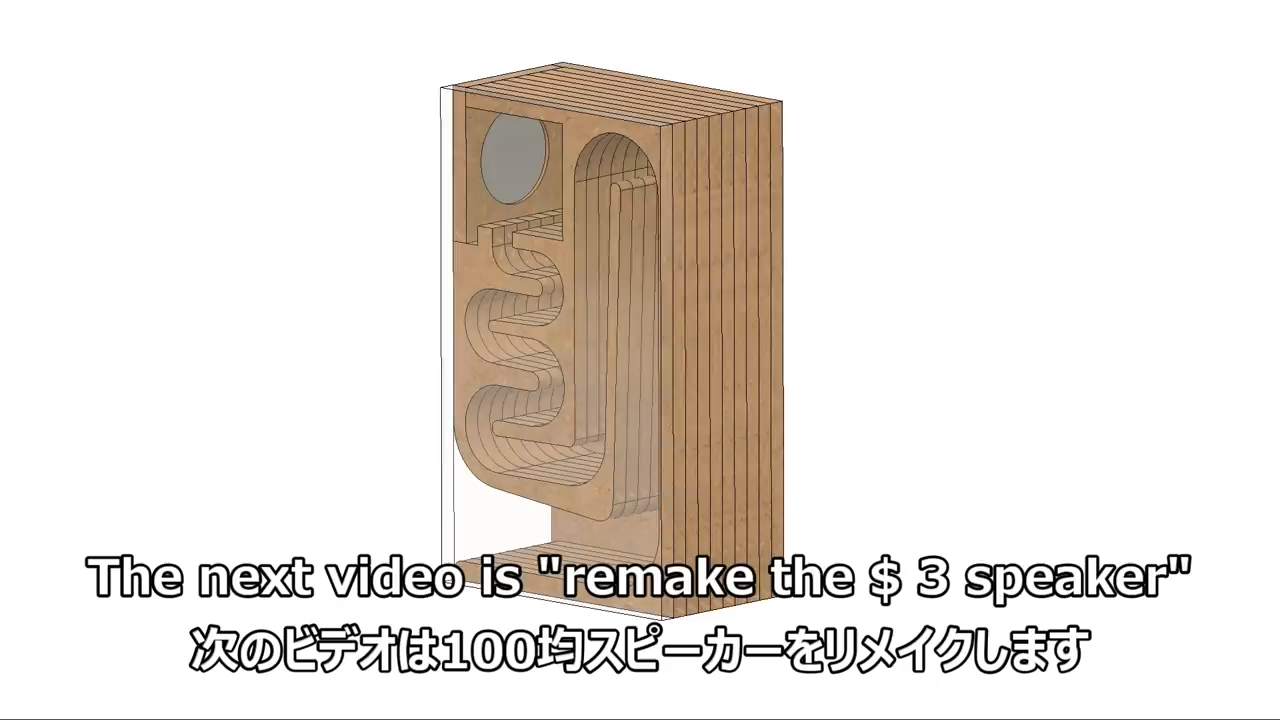 The next video is "remake the $ 3 speaker"
次のビデオは100均スピーカーをリメイクします